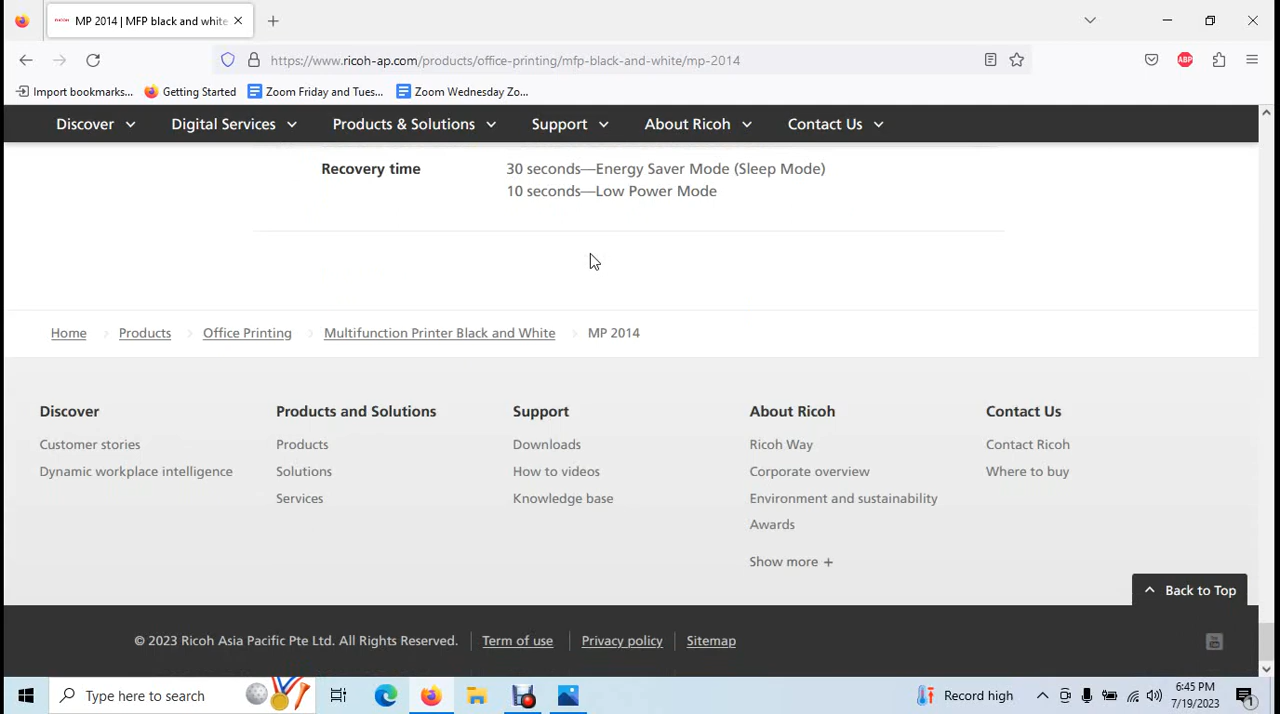 RICOH MP 2014 | MFP black and white
https://www.ricoh-ap.com/products/office-printing/mfp-black-and-white/mp-2014
ABP
Import bookmarks...
Getting Started
Zoom Friday and Tues...
Zoom Wednesday Zo...
Discover
Digital Services
Products & Solutions
Support
About Ricoh
Contact Us
Recovery time
30 seconds—Energy Saver Mode (Sleep Mode)
10 seconds—Low Power Mode
Home
Products
Office Printing
Multifunction Printer Black and White
MP 2014
Discover
Customer stories
Dynamic workplace intelligence
Products and Solutions
Products
Solutions
Services
Support
Downloads
How to videos
Knowledge base
About Ricoh
Ricoh Way
Corporate overview
Environment and sustainability
Awards
Show more +
Contact Us
Contact Ricoh
Where to buy
Back to Top
© 2023 Ricoh Asia Pacific Pte Ltd. All Rights Reserved.
Term of use
Privacy policy
Sitemap
Type here to search
Record high
6:45 PM
7/19/2023
1